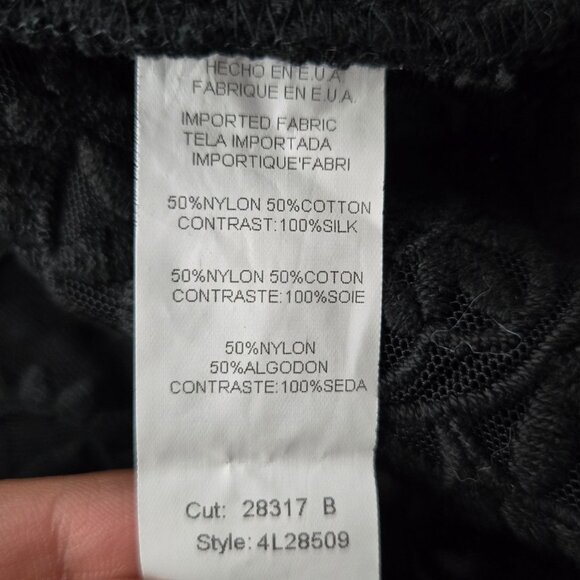 HECHO EN E.U.A.
FABRIQUE EN E.U.A
IMPORTED FABRIC
TELA IMPORTADA
IMPORTIQUE'FABRI
50%NYLON 50%COTTON
CONTRAST:100%SILK
50%NYLON 50%COTON
CONTRASTE:100%SOIE
50%NYLON
50%ALGODON
CONTRASTE:100%SEDA
Cut: 28317 B
Style: 4L28509